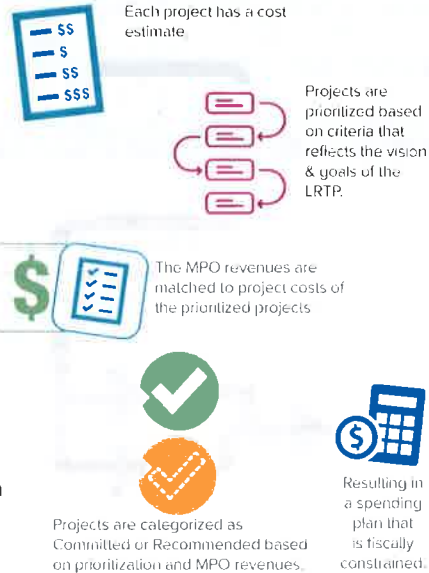 Each project has a cost
estimate
$$
$
$$
$$$
Projects are
prioritized based
on criteria that
reflects the vision
& goals of the
LRTP.
$
The MPO revenues are
matched to project costs of
the prioritized projects
$
Resulting in
a spending
plan that
is fiscally
constrained.
Projects are categorized as
Committed or Recommended based
on prioritization and MPO revenues.